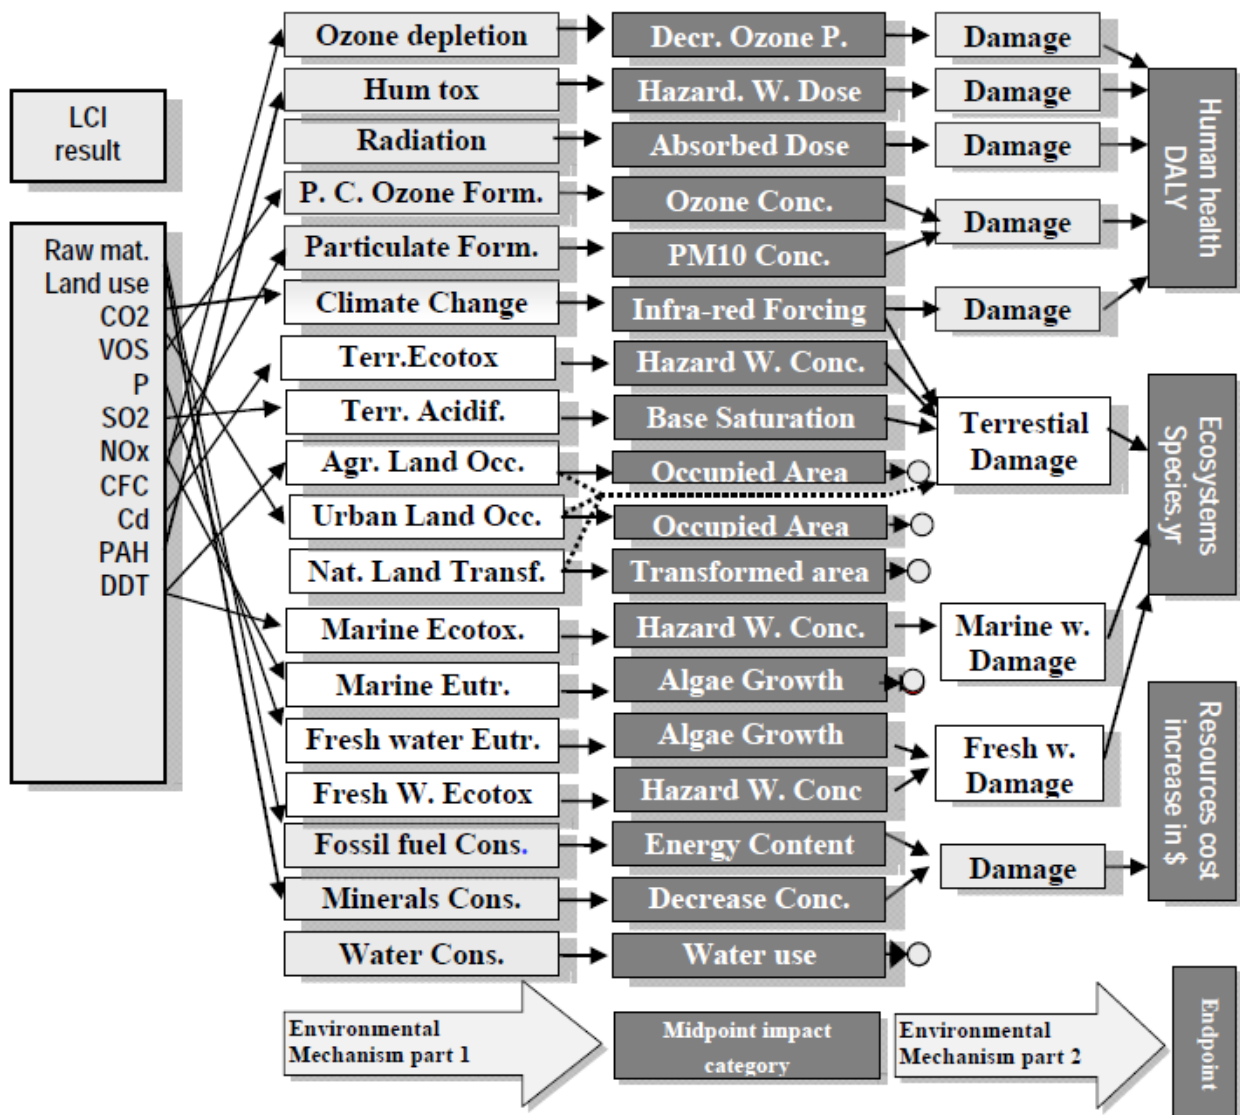 LCI
result
Raw mat.
Land use
CO2
VOS
P
SO2
NOx
CFC
Cd
PAH
DDT
Ozone depletion
Hum tox
Radiation
P. C. Ozone Form.
Particulate Form.
Climate Change
Terr.Ecotox
Terr. Acidif.
Agr. Land Occ.
Urban Land Occ.
Nat. Land Transf.
Marine Ecotox.
Marine Eutr.
Fresh water Eutr.
Fresh W. Ecotox
Fossil fuel Cons.
Minerals Cons.
Water Cons.
Decr. Ozone P.
Hazard. W. Dose
Absorbed Dose
Ozone Conc.
PM10 Conc.
Infra-red Forcing
Hazard W. Conc.
Base Saturation
Occupied Area
Occupied Area
Transformed area
Hazard W. Conc.
Algae Growth
Algae Growth
Hazard W. Conc
Energy Content
Decrease Conc.
Water use
Damage
Damage
Damage
Damage
Damage
Terrestial
Damage
Marine w.
Damage
Fresh w.
Damage
Damage
Human health
DALY
Ecosystems
Species.yr
Resources cost
increase in $
Environmental
Mechanism part 1
Midpoint impact
category
Environmental
Mechanism part 2
Endpoint